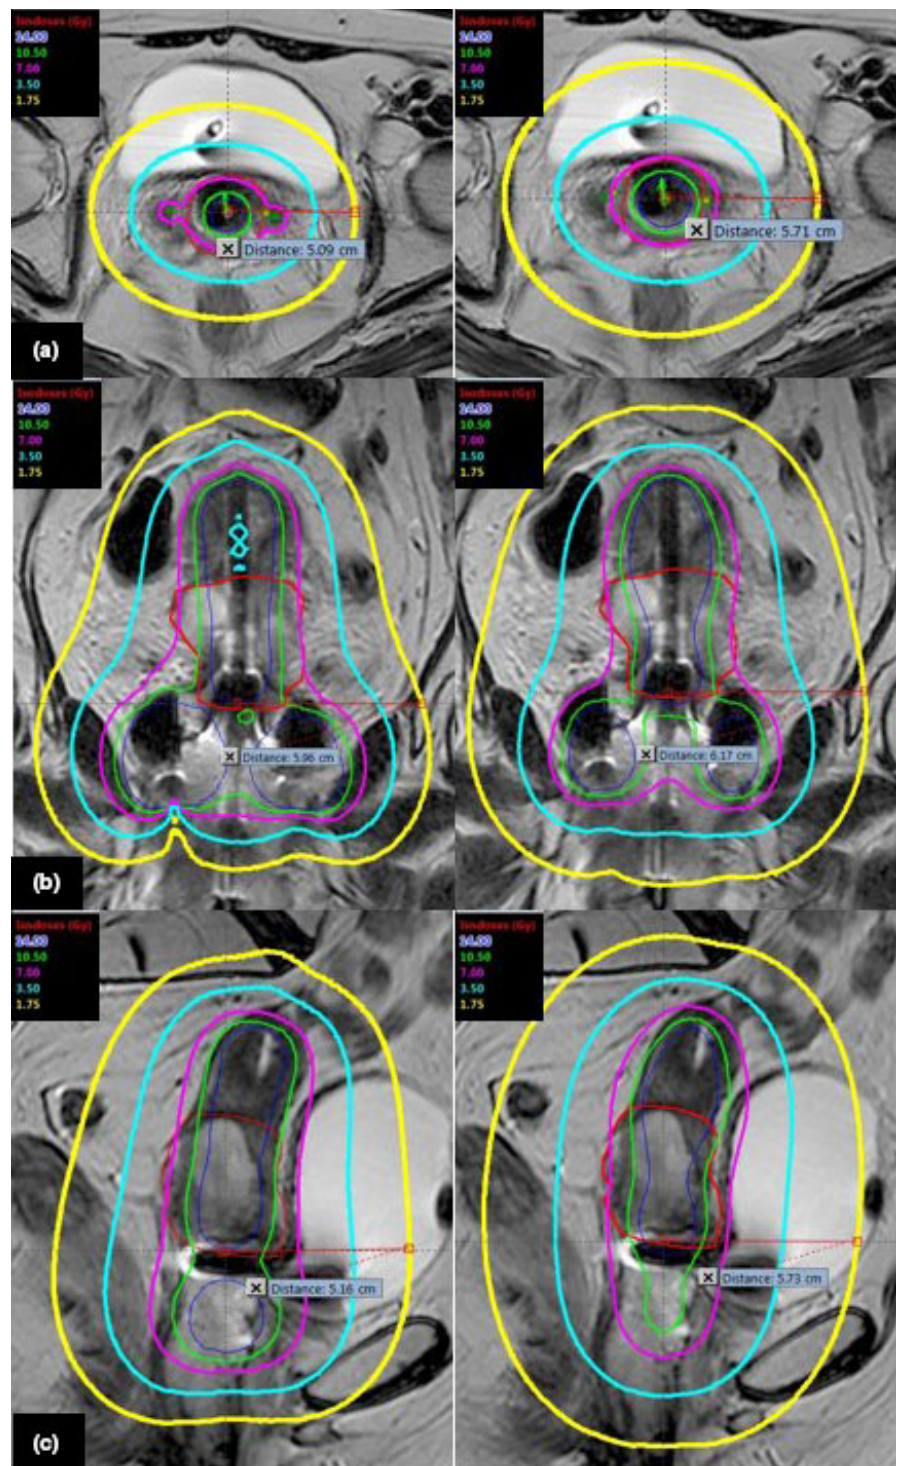 Isodoses (Gy)
14.00
10.50
7.00
3.50
1.75
Distance: 5.09 cm
(a)
Isodoses (Gy)
14.00
10.50
7.00
3.50
1.75
Distance: 5.71 cm
Isodoses (Gy)
14.00
10.50
7.00
3.50
1.75
Distance: 5.96 cm
(b)
Isodoses (Gy)
14.00
10.50
7.00
3.50
1.75
Distance: 6.17 cm
Isodoses (Gy)
14.00
10.50
7.00
3.50
1.75
Distance: 5.16 cm
(c)
Isodoses (Gy)
14.00
10.50
7.00
3.50
1.75
Distance: 5.73 cm